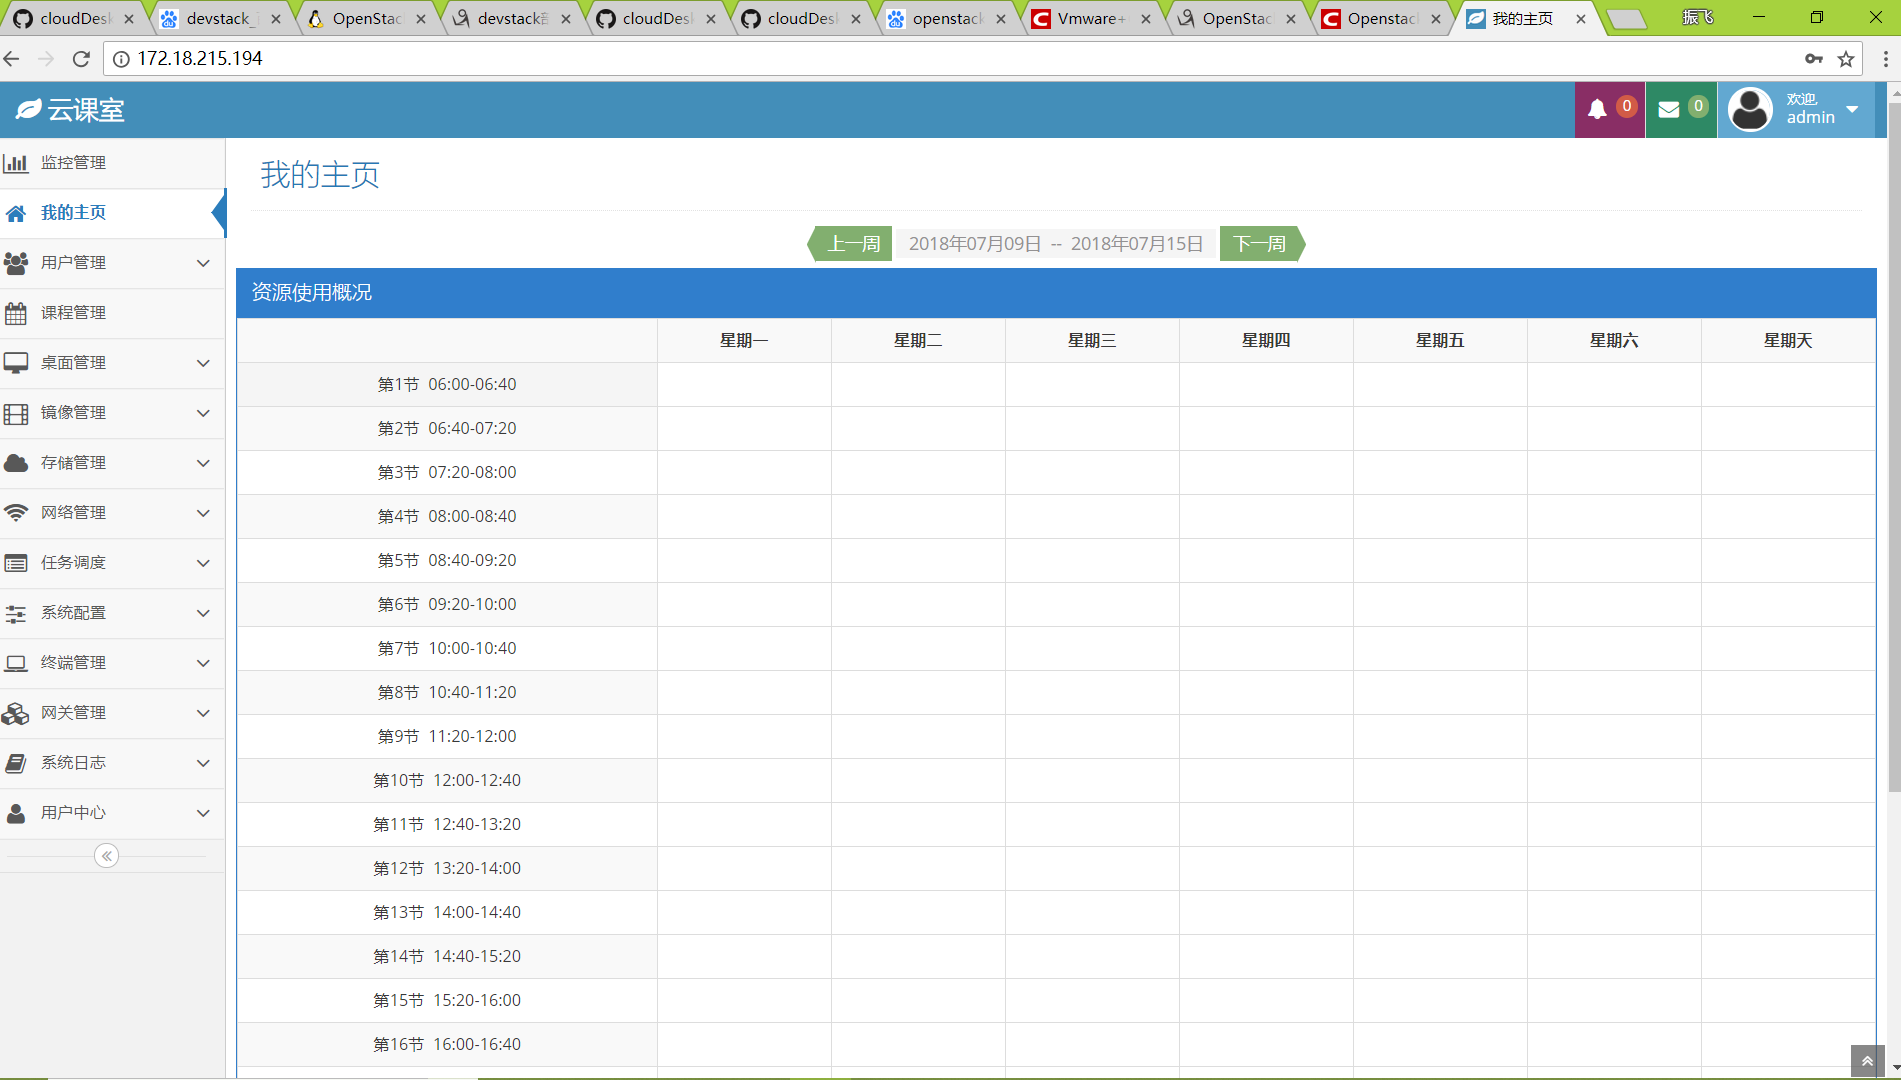 cloudDesk
devstack_
OpenStac
devstack
cloudDesk
cloudDesk
openstack
Vmware+
OpenStac
Openstac
我的主页
振飞
172.18.215.194
云课室
0
0
欢迎,
admin
监控管理
我的主页
用户管理
课程管理
桌面管理
镜像管理
存储管理
网络管理
任务调度
系统配置
终端管理
网关管理
系统日志
用户中心
我的主页
上一周 2018年07月09日 -- 2018年07月15日 下一周
资源使用概况
星期一 星期二 星期三 星期四 星期五 星期六 星期天
第1节 06:00-06:40
第2节 06:40-07:20
第3节 07:20-08:00
第4节 08:00-08:40
第5节 08:40-09:20
第6节 09:20-10:00
第7节 10:00-10:40
第8节 10:40-11:20
第9节 11:20-12:00
第10节 12:00-12:40
第11节 12:40-13:20
第12节 13:20-14:00
第13节 14:00-14:40
第14节 14:40-15:20
第15节 15:20-16:00
第16节 16:00-16:40